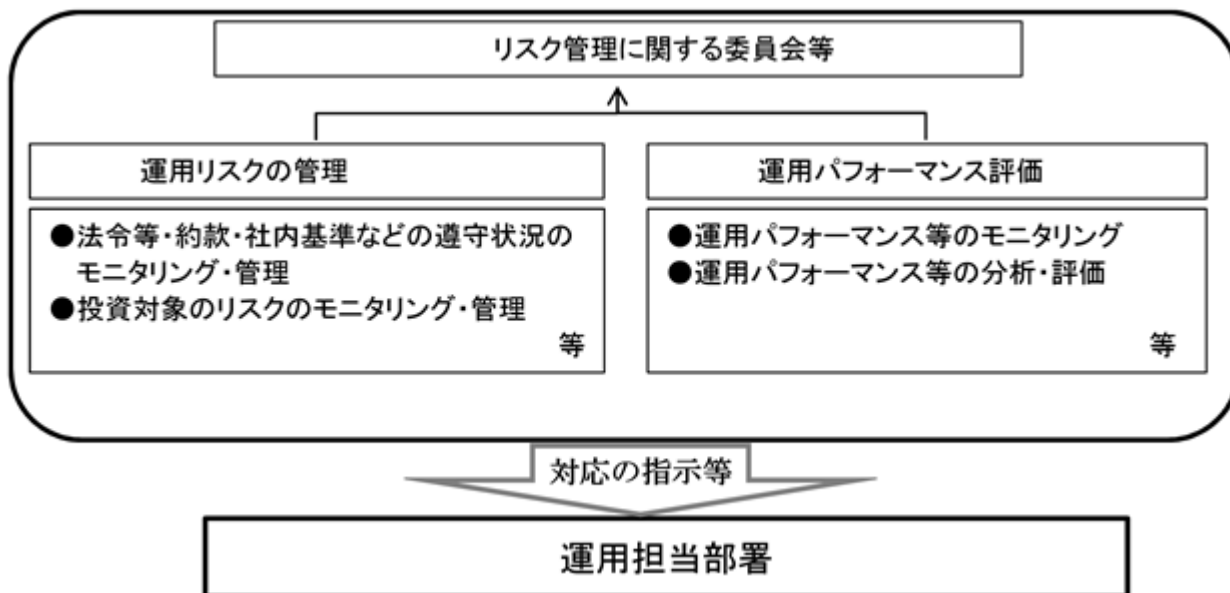 リスク管理に関する委員会等
運用リスクの管理
●法令等・約款・社内基準などの遵守状況の
モニタリング・管理
●投資対象のリスクのモニタリング・管理
等
運用パフォーマンス評価
●運用パフォーマンス等のモニタリング
●運用パフォーマンス等の分析・評価
等
対応の指示等
運用担当部署